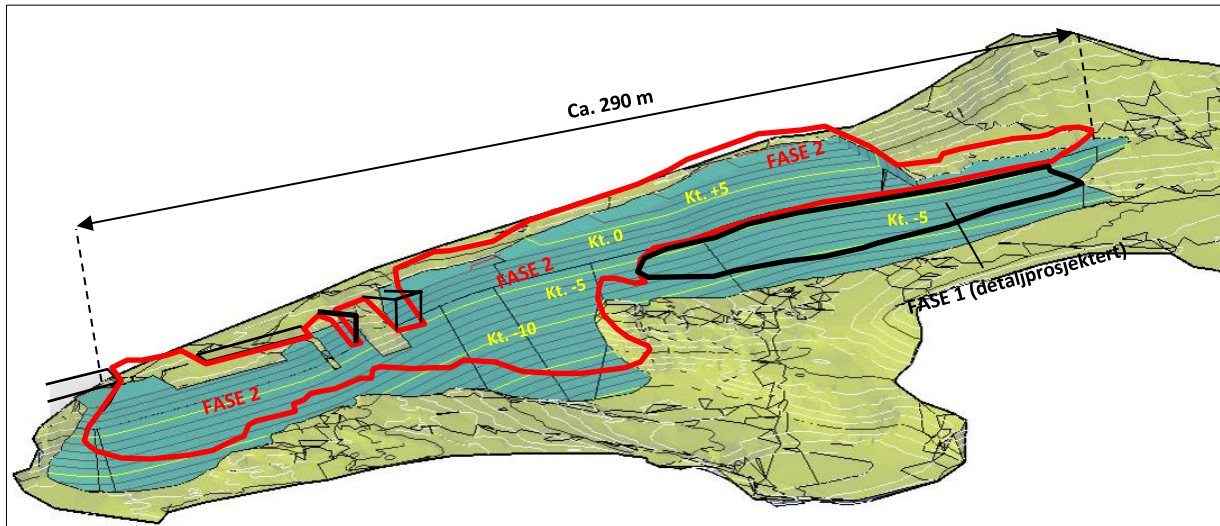 Ca. 290 m
FASE 2
Kt. +5
Kt. -5
Kt. 0
FASE 2
Kt. -5
FASE 1 (detaljprosjektert)
Kt. -10
FASE 2